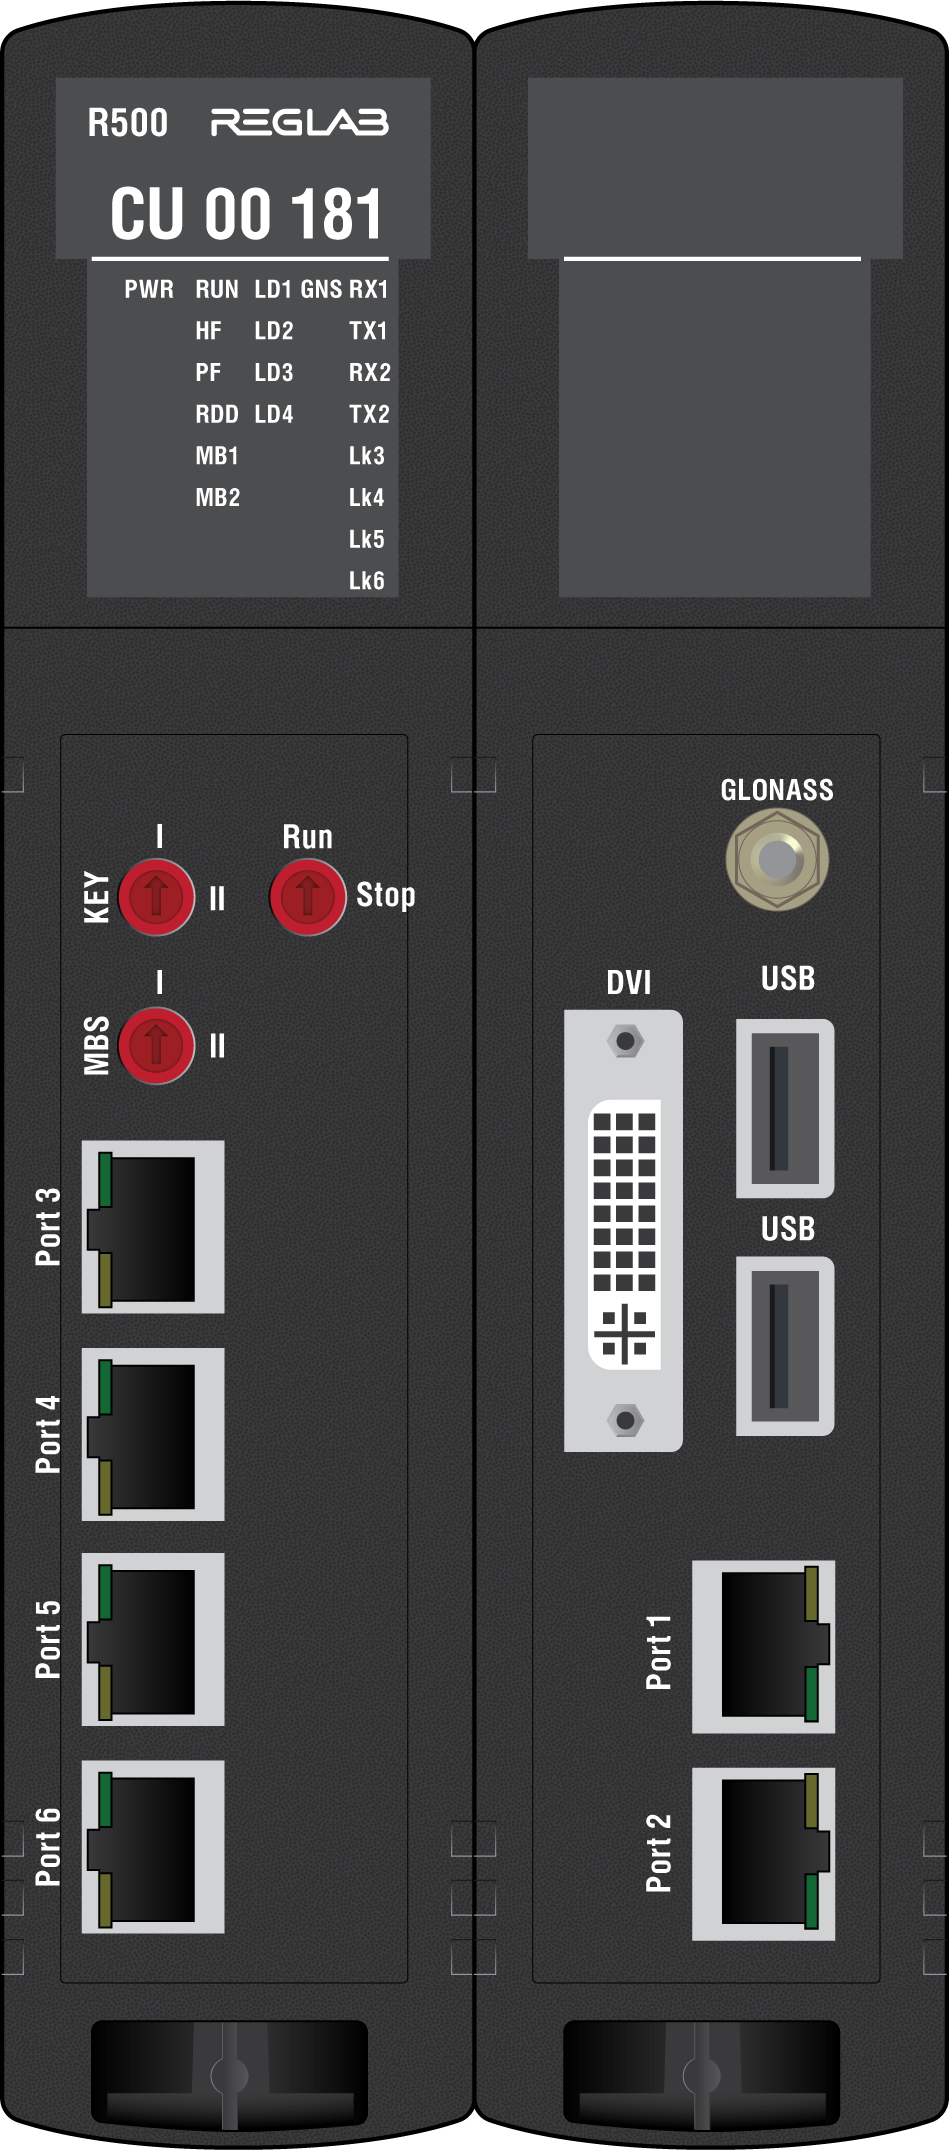 R500 REGLAB
CU 00 181
PWR RUN LD1 GNS RX1
HF LD2 TX1
PF LD3 RX2
RDD LD4 TX2
MB1 Lk3
MB2 Lk4
Lk5
Lk6
I Run
KEY II Stop
I
MBS II
Port 3
Port 4
Port 5
Port 6
GLONASS
DVI USB
USB
Port 1
Port 2